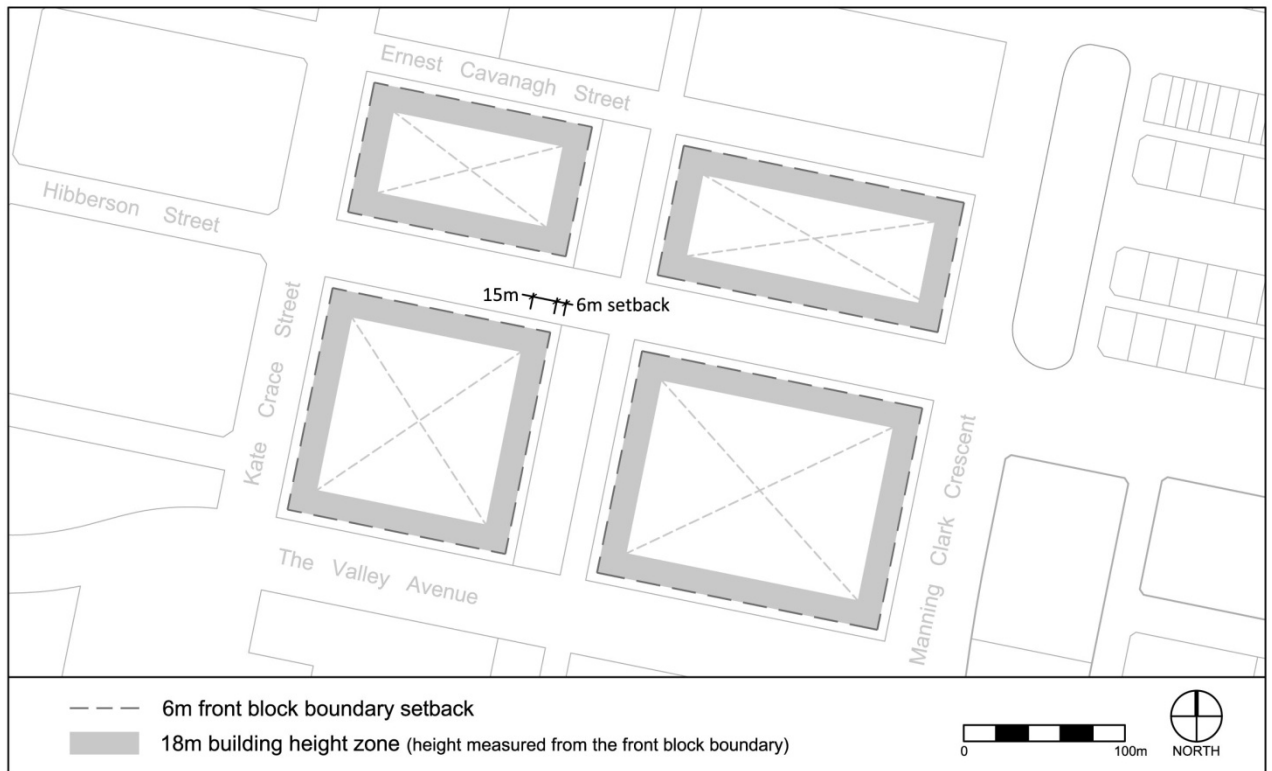 Ernest Cavanagh Street
Hibberson Street
Kate Crace Street
15m
6m setback
The Valley Avenue
Manning Clark Crescent
6m front block boundary setback
18m building height zone (height measured from the front block boundary)
0 100m
NORTH